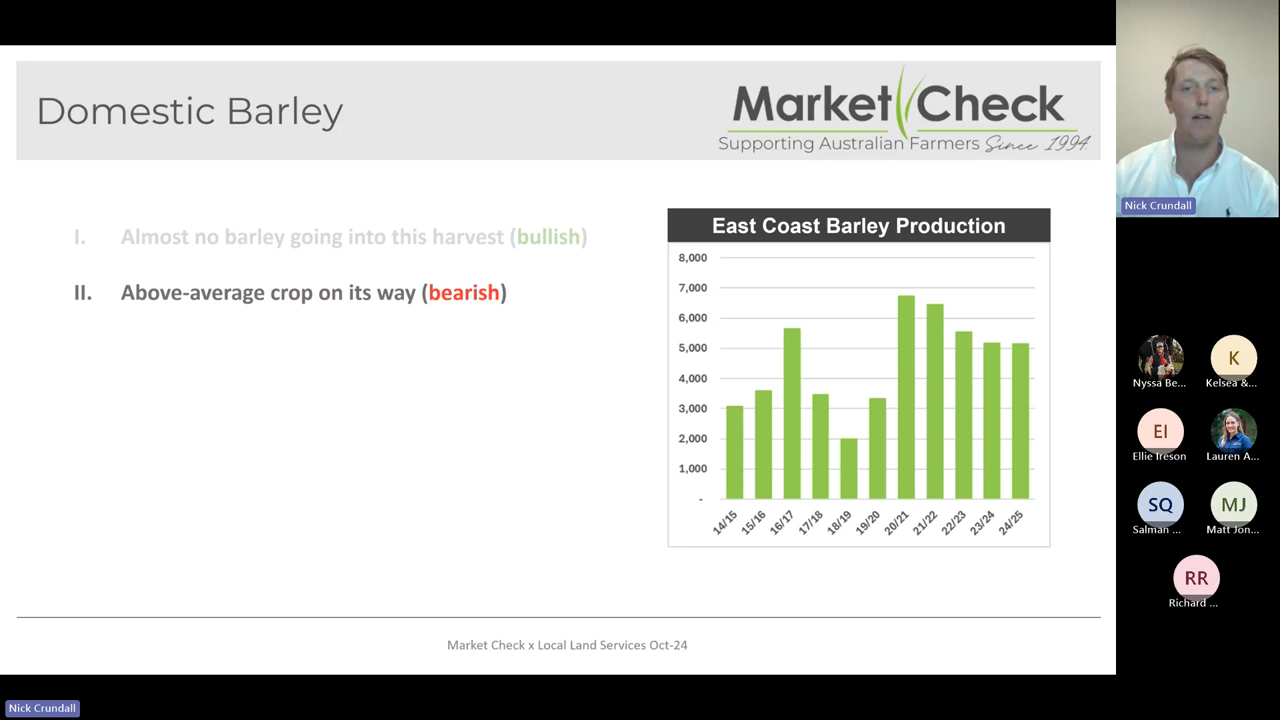 Domestic Barley
Market Check
Supporting Australian Farmers Since 1994
I. Almost no barley going into this harvest (bullish)
II. Above-average crop on its way (bearish)
East Coast Barley Production
8,000
7,000
6,000
5,000
4,000
3,000
2,000
1,000
-
14/15 15/16 16/17 17/18 18/19 19/20 20/21 21/22 22/23 23/24 24/25
Market Check x Local Land Services Oct-24
Nick Crundall
Nick Crundall
K
Nyssa Be... Kelsea &...
EI
Ellie Ireson Lauren A...
SQ MJ
Salman ... Matt Jon...
RR
Richard ...